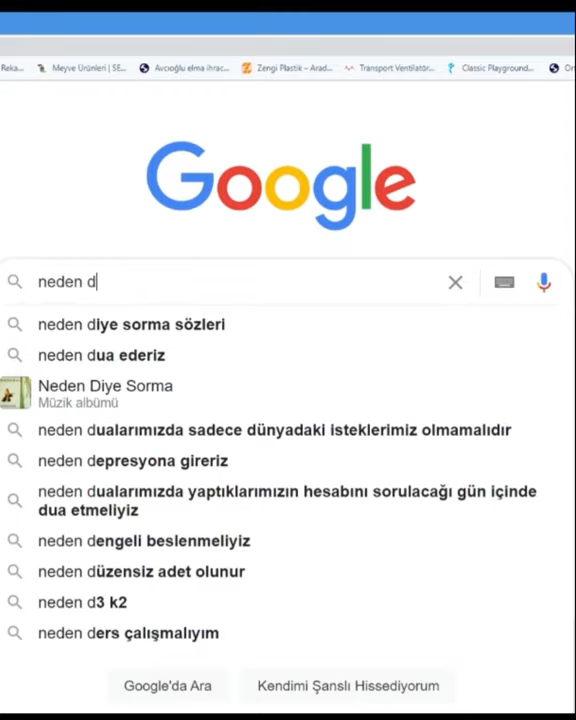 Reka...
Meyve Ürünleri | SE...
Avcıoğlu elma ihrac...
Zengi Plastik – Arad...
Transport Ventilatör...
Classic Playground...
Or
Google
neden d
neden diye sorma sözleri
neden dua ederiz
Neden Diye Sorma
Müzik albümü
neden dualarımızda sadece dünyadaki isteklerimiz olmamalıdır
neden depresyona gireriz
neden dualarımızda yaptıklarımızın hesabını sorulacağı gün içinde
dua etmeliyiz
neden dengeli beslenmeliyiz
neden düzensiz adet olunur
neden d3 k2
neden ders çalışmalıyım
Google'da Ara
Kendimi Şanslı Hissediyorum